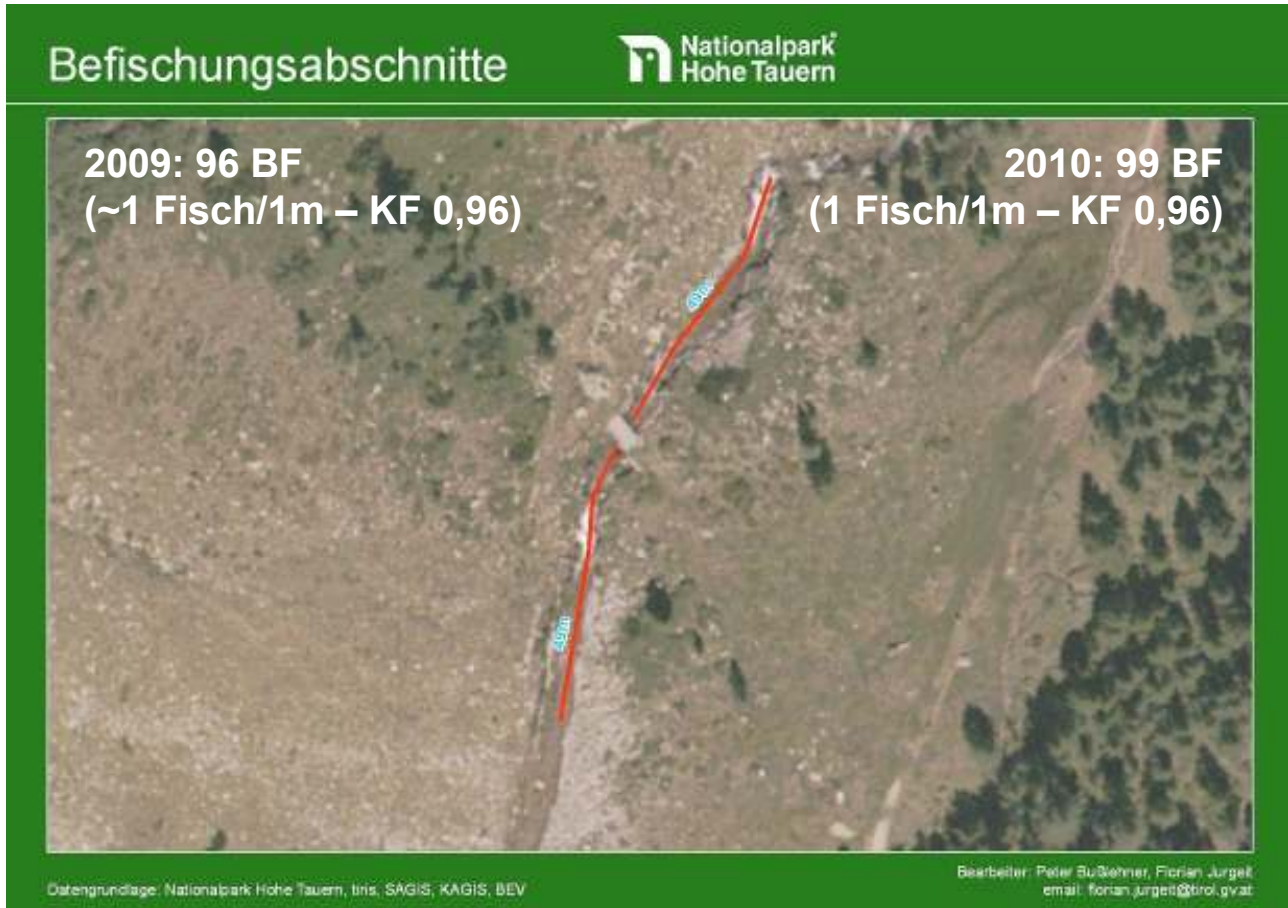 Befischungsabschnitte
Nationalpark
Hohe Tauern
2009: 96 BF
(~1 Fisch/1m – KF 0,96)
2010: 99 BF
(1 Fisch/1m – KF 0,96)
49m
49m
Datengrundlage: Nationalpark Hohe Tauern, tiris, SAGIS, KAGIS, BEV
Bearbeiter: Peter Bußlehner, Florian Jurgeit
email: florian.jurgeit@tirol.gv.at